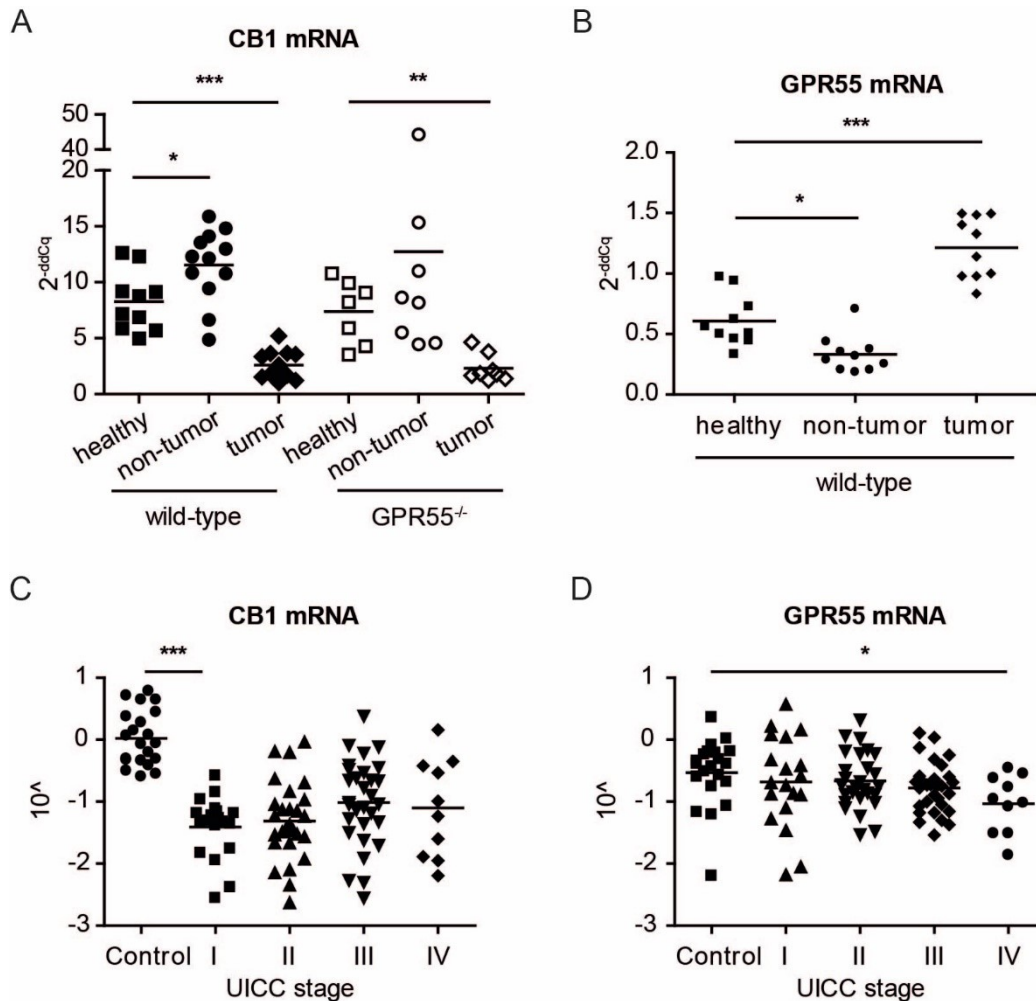 A
CB1 mRNA
***
**
*
50
40
20
15
10
5
0
2-ddCq
healthy
non-tumor
tumor
healthy
non-tumor
tumor
wild-type
GPR55-/-
B
GPR55 mRNA
***
*
2.0
1.5
1.0
0.5
0.0
2-ddCq
healthy non-tumor tumor
wild-type
C
CB1 mRNA
***
1
0
-1
-2
-3
10^
Control I II III IV
UICC stage
D
GPR55 mRNA
*
1
0
-1
-2
-3
10^
Control I II III IV
UICC stage